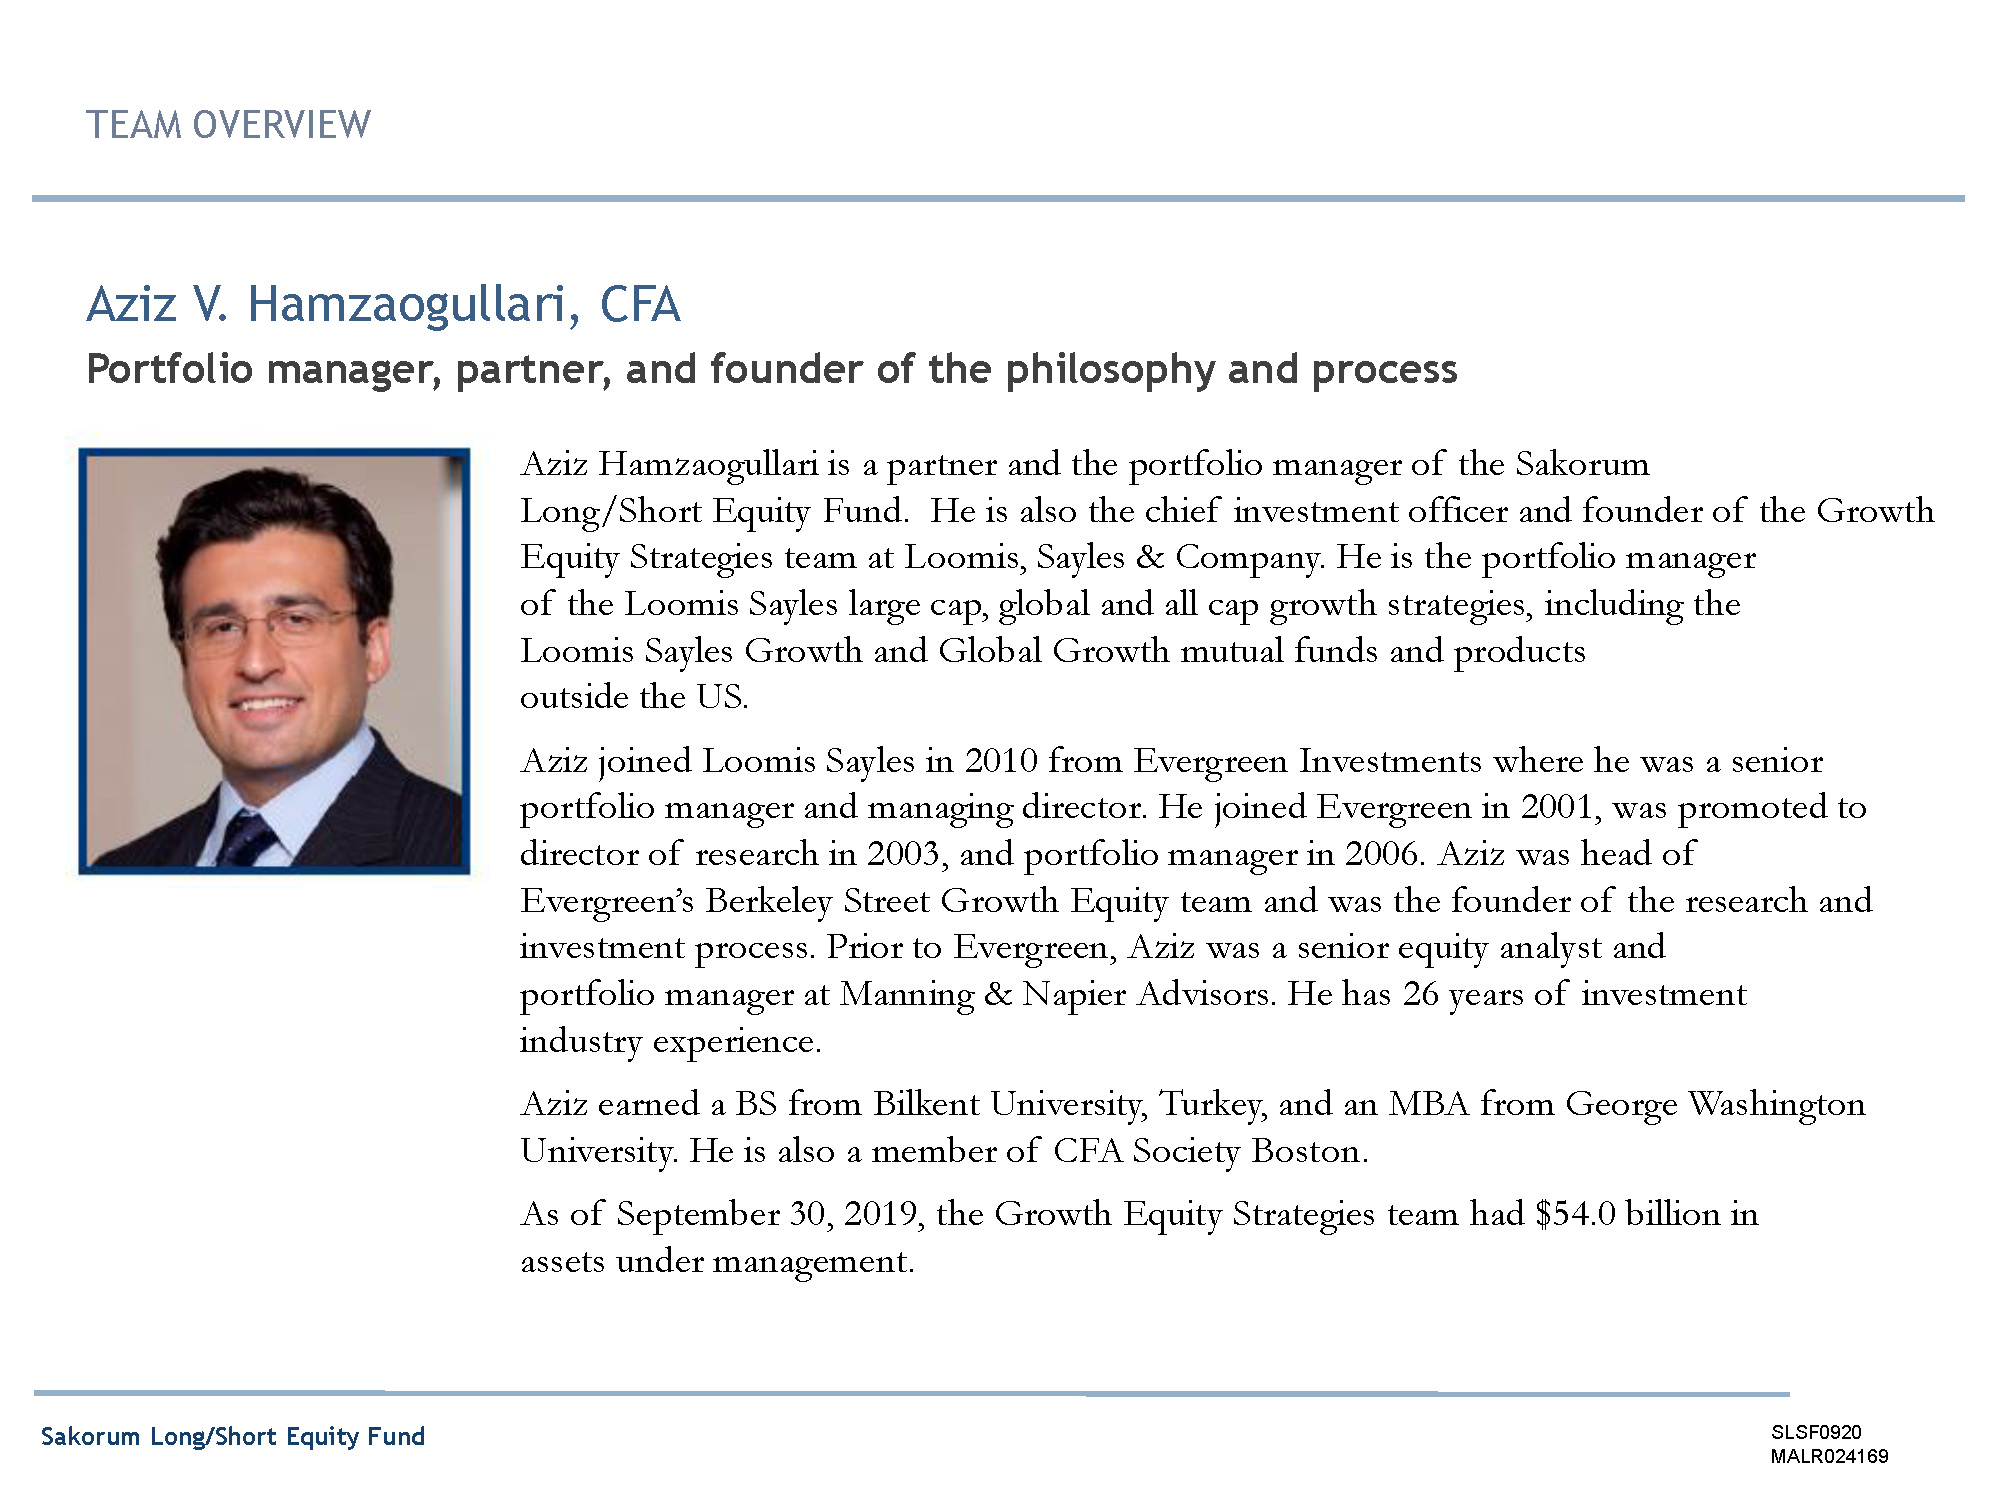 TEAM OVERVIEW
Aziz V. Hamzaogullari, CFA
Portfolio manager, partner, and founder of the philosophy and process
Aziz Hamzaogullari is a partner and the portfolio manager of the Sakorum
Long/Short Equity Fund.  He is also the chief investment officer and founder of the Growth
Equity Strategies team at Loomis, Sayles & Company. He is the portfolio manager
of the Loomis Sayles large cap, global and all cap growth strategies, including the
Loomis Sayles Growth and Global Growth mutual funds and products
outside the US.
Aziz joined Loomis Sayles in 2010 from Evergreen Investments where he was a senior
portfolio manager and managing director. He joined Evergreen in 2001, was promoted to
director of research in 2003, and portfolio manager in 2006. Aziz was head of
Evergreen’s Berkeley Street Growth Equity team and was the founder of the research and
investment process. Prior to Evergreen, Aziz was a senior equity analyst and
portfolio manager at Manning & Napier Advisors. He has 26 years of investment
industry experience.
Aziz earned a BS from Bilkent University, Turkey, and an MBA from George Washington
University. He is also a member of CFA Society Boston.
As of September 30, 2019, the Growth Equity Strategies team had $54.0 billion in
assets under management.
Sakorum Long/Short Equity Fund
SLSF0920
MALR024169